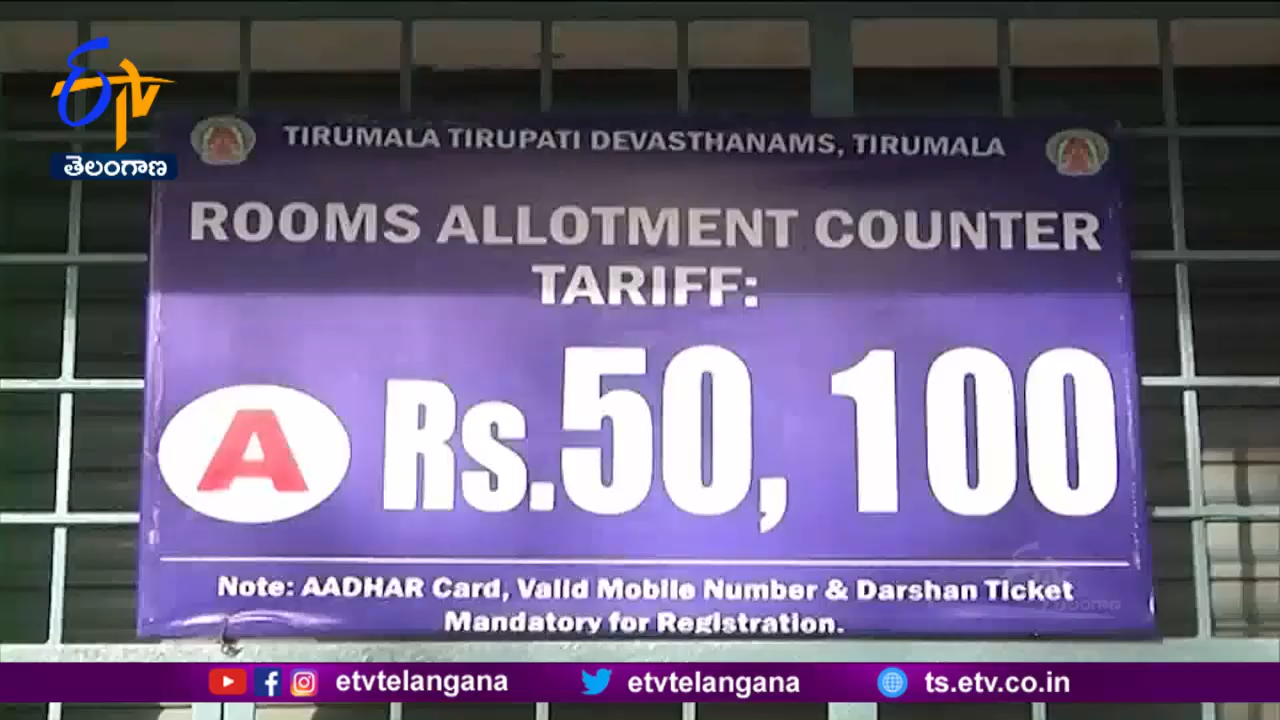 ఈtv
తెలంగాణ
TIRUMALA TIRUPATI DEVASTHANAMS, TIRUMALA
ROOMS ALLOTMENT COUNTER
TARIFF:
A Rs.50, 100
Note: AADHAR Card, Valid Mobile Number & Darshan Ticket
Mandatory for Registration.
etvtelangana etvtelangana ts.etv.co.in